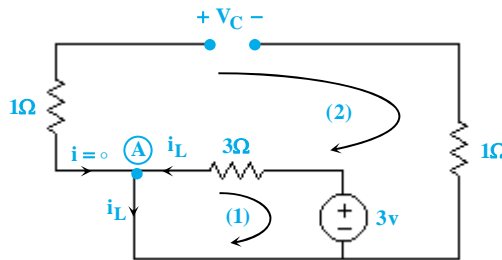 + V_C −
1Ω
(2)
i = ∘
A
i_L
3Ω
1Ω
i_L
(1)
+
−
3v